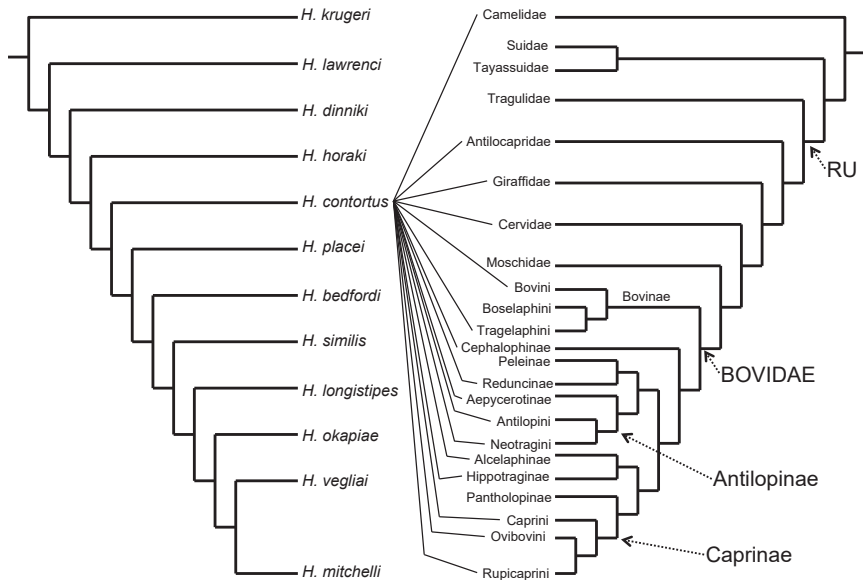 H. krugeri
H. lawrenci
H. dinniki
H. horaki
H. contortus
H. placei
H. bedfordi
H. similis
H. longistipes
H. okapiae
H. vegliai
H. mitchelli
Camelidae
Suidae
Tayassuidae
Tragulidae
Antilocapridae
Giraffidae
Cervidae
Moschidae
Bovini
Boselaphini
Tragelaphini
Cephalophinae
Peleinae
Reduncinae
Aepycerotinae
Antilopini
Neotragini
Alcelaphinae
Hippotraginae
Pantholopinae
Caprini
Ovibovini
Rupicaprini
Bovinae
RU
BOVIDAE
Antilopinae
Caprinae